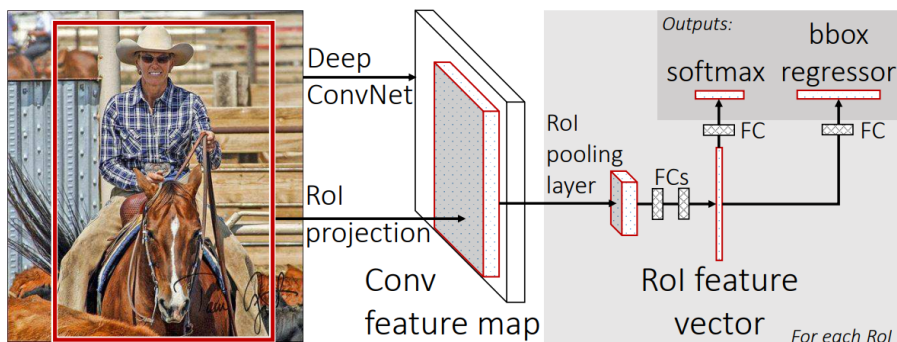 Outputs:
bbox
softmax
regressor
Deep
ConvNet
FC
FC
RoI
pooling
layer
FCs
RoI
projection
Conv
feature map
RoI feature
vector
For each RoI